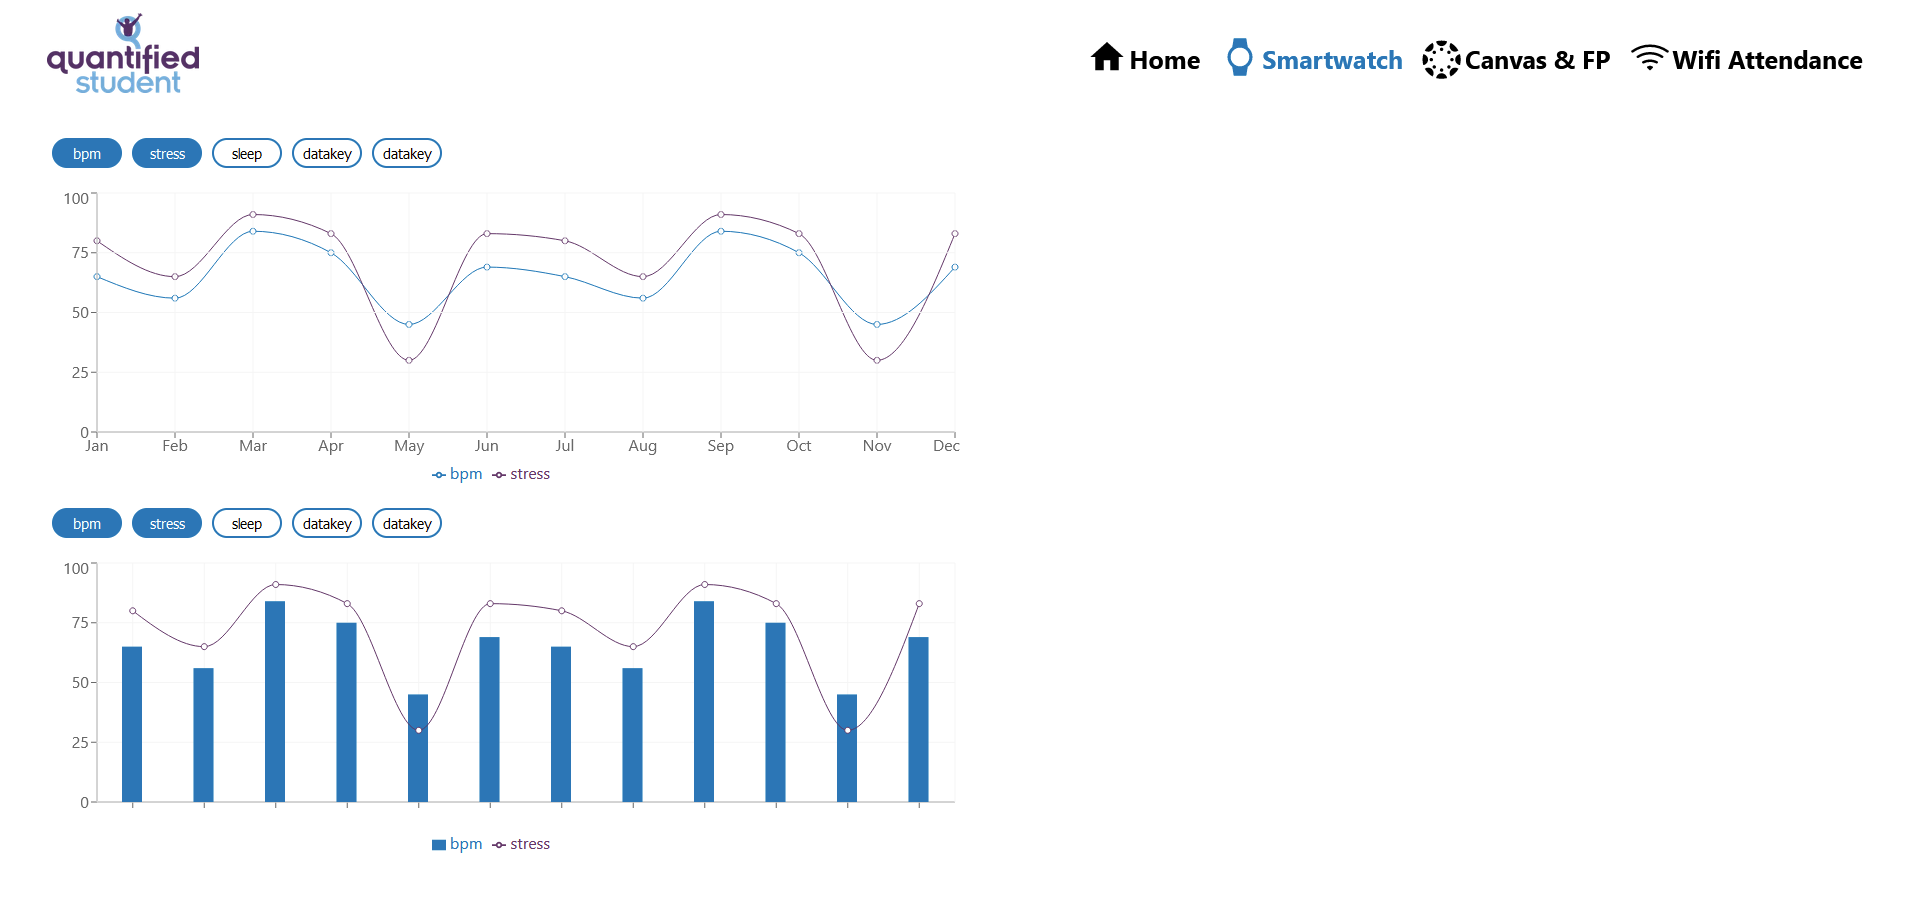 quantified
student
Home Smartwatch Canvas & FP Wifi Attendance
bpm stress sleep datakey datakey
100
75
50
25
0
Jan Feb Mar Apr May Jun Jul Aug Sep Oct Nov Dec
bpm stress
bpm stress sleep datakey datakey
100
75
50
25
0
bpm stress